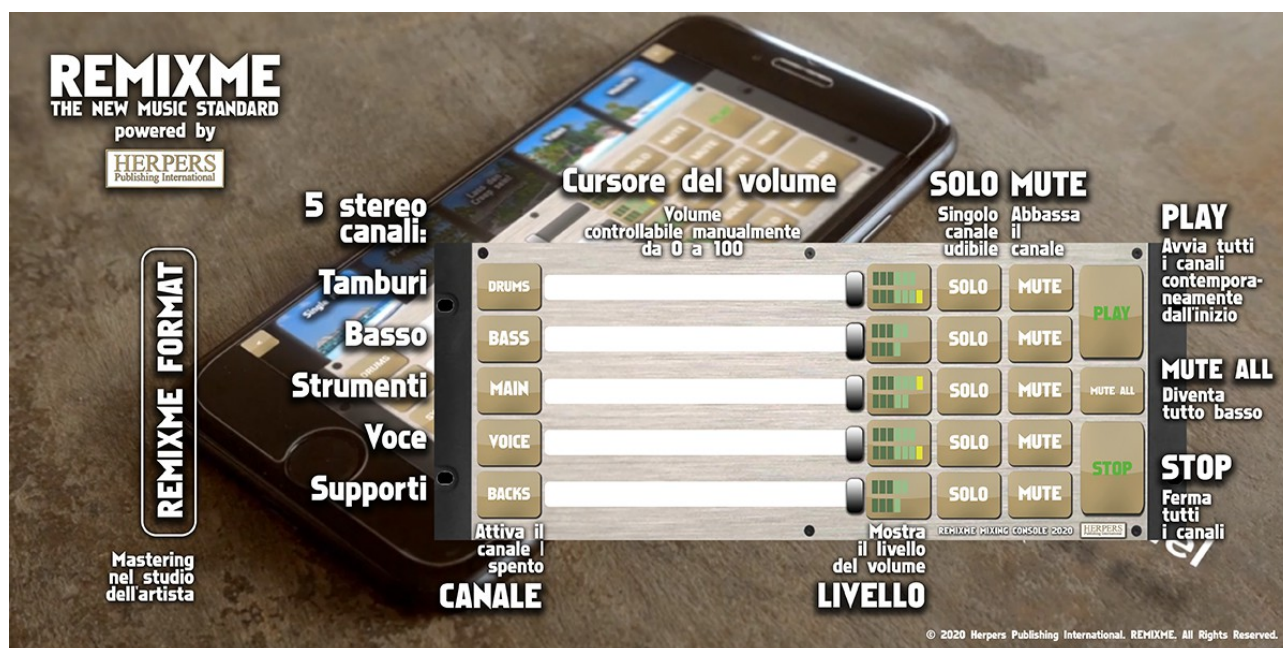 REMIXME
THE NEW MUSIC STANDARD
powered by
HERPERS
Publishing International
REMIXME FORMAT
Mastering
nel studio
dell'artista
5 stereo
canali:
Tamburi
Basso
Strumenti
Voce
Supporti
Cursore del volume
Volume
controllabile manualmente
da 0 a 100
SOLO MUTE
Singolo
canale
udibile
Abbassa
il
canale
DRUMS SOLO MUTE
BASS SOLO MUTE
MAIN SOLO MUTE
VOICE SOLO MUTE
BACKS SOLO MUTE
PLAY
MUTE ALL
STOP
REMIXME MIXING CONSOLE 2020
HERPERS
Publishing International
PLAY
Avvia tutti
i canali
contempora-
neamente
dall'inizio
MUTE ALL
Diventa
tutto basso
STOP
Ferma
tutti
i canali
Attiva il
canale |
spento
CANALE
Mostra
il livello
del volume
LIVELLO
© 2020 Herpers Publishing International. REMIXME. All Rights Reserved.